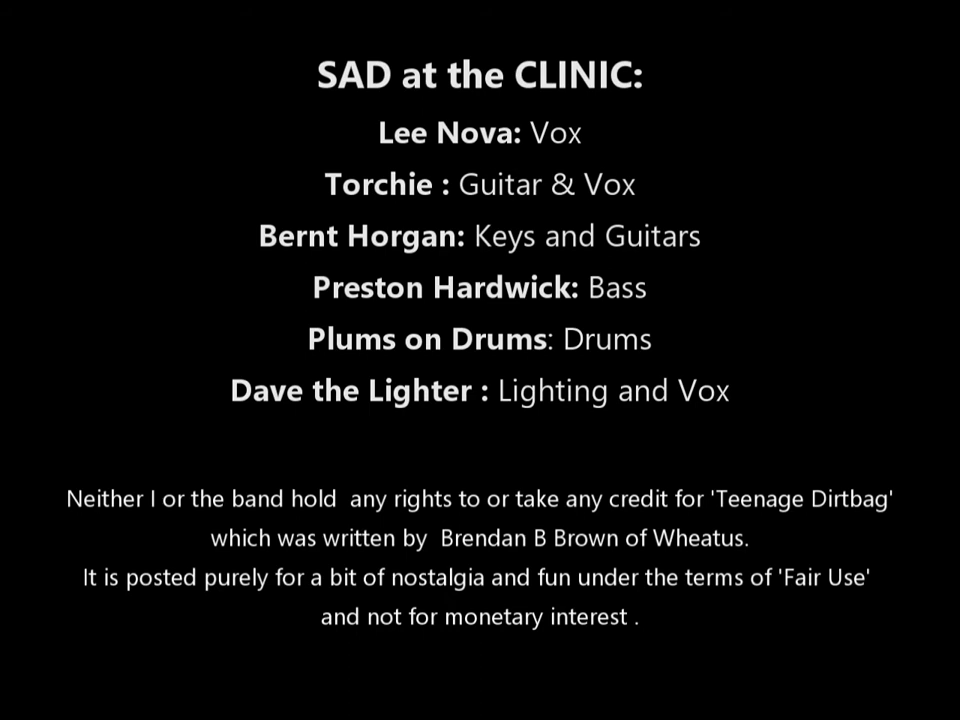 SAD at the CLINIC:
Lee Nova: Vox
Torchie : Guitar & Vox
Bernt Horgan: Keys and Guitars
Preston Hardwick: Bass
Plums on Drums: Drums
Dave the Lighter : Lighting and Vox
Neither I or the band hold  any rights to or take any credit for 'Teenage Dirtbag'
which was written by  Brendan B Brown of Wheatus.
It is posted purely for a bit of nostalgia and fun under the terms of 'Fair Use'
and not for monetary interest .